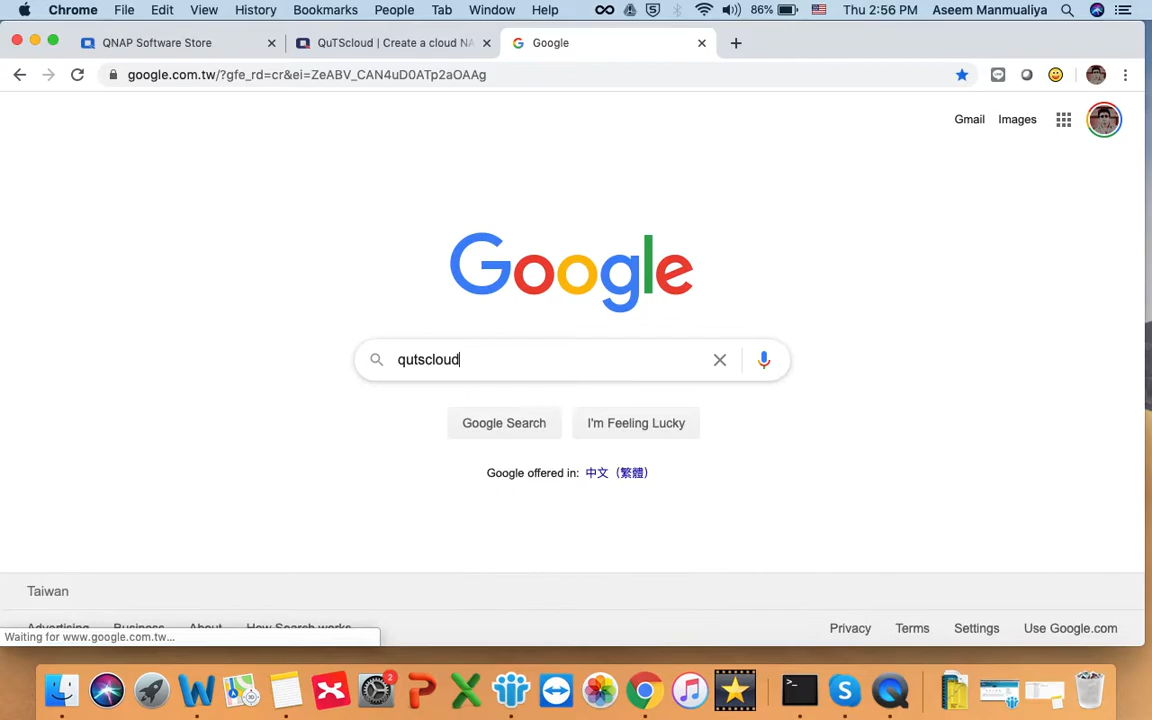 Chrome File Edit View History Bookmarks People Tab Window Help 86% Thu 2:56 PM Aseem Manmualiya
QNAP Software Store QuTScloud | Create a cloud NA Google
google.com.tw/?gfe_rd=cr&ei=ZeABV_CAN4uD0ATp2aOAAg
Gmail Images
Google
qutscloud
Google Search I'm Feeling Lucky
Google offered in: 中文（繁體）
Taiwan
Advertising Business About How Search works
Privacy Terms Settings Use Google.com
Waiting for www.google.com.tw...
2